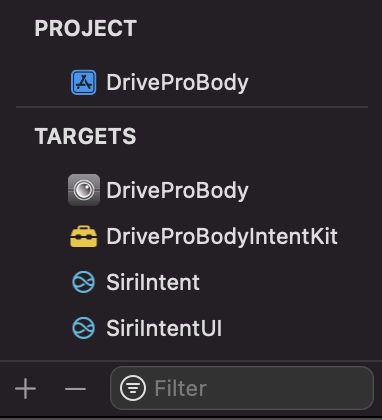 PROJECT
DriveProBody
TARGETS
DriveProBody
DriveProBodyIntentKit
SiriIntent
SiriIntentUI
Filter